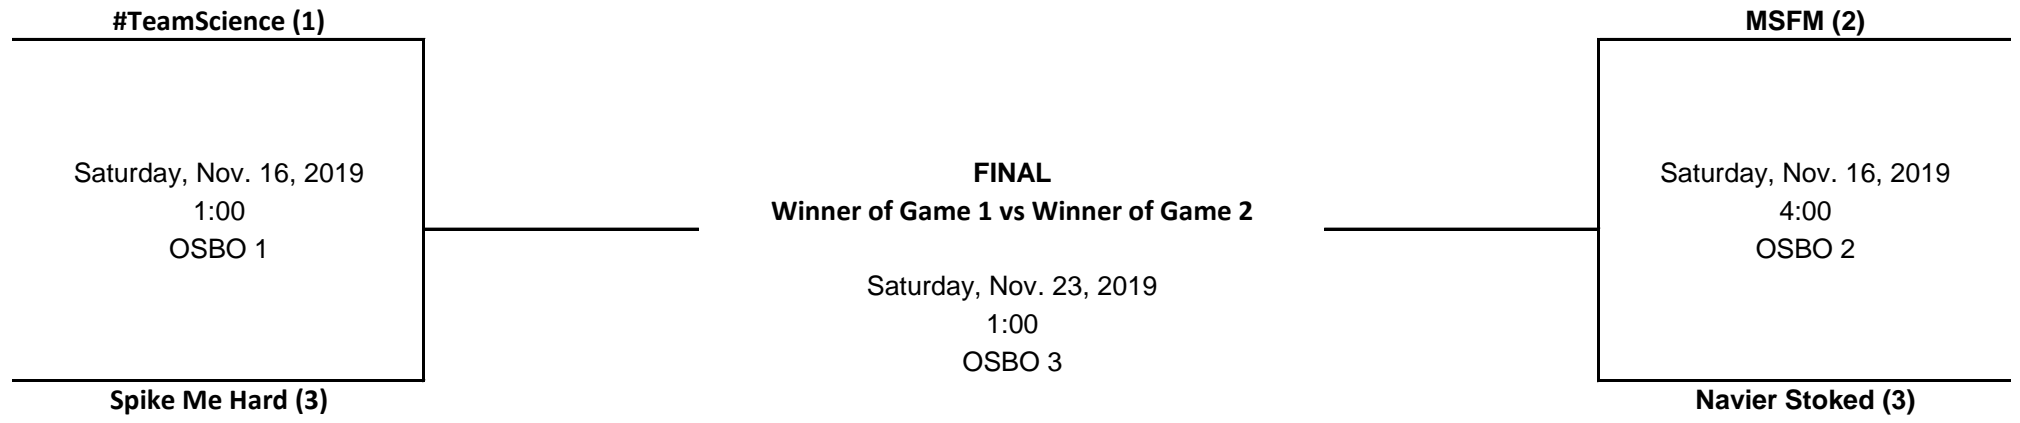 #TeamScience (1)
Saturday, Nov. 16, 2019
1:00
OSBO 1
Spike Me Hard (3)
FINAL
Winner of Game 1 vs Winner of Game 2
Saturday, Nov. 23, 2019
1:00
OSBO 3
MSFM (2)
Saturday, Nov. 16, 2019
4:00
OSBO 2
Navier Stoked (3)